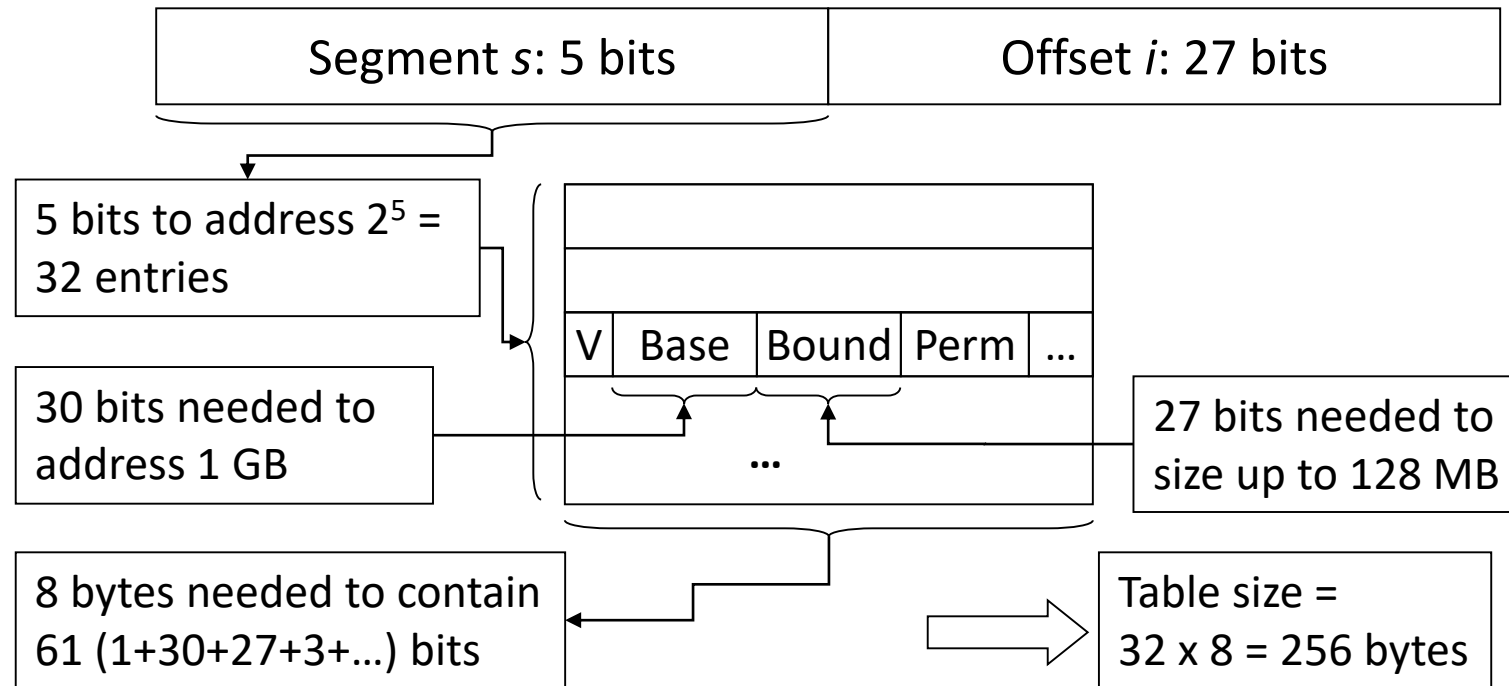 Segment s: 5 bits
Offset i: 27 bits
5 bits to address 2⁵ =
32 entries
V
Base
Bound
Perm
...
30 bits needed to
address 1 GB
...
27 bits needed to
size up to 128 MB
8 bytes needed to contain
61 (1+30+27+3+...) bits
Table size =
32 x 8 = 256 bytes